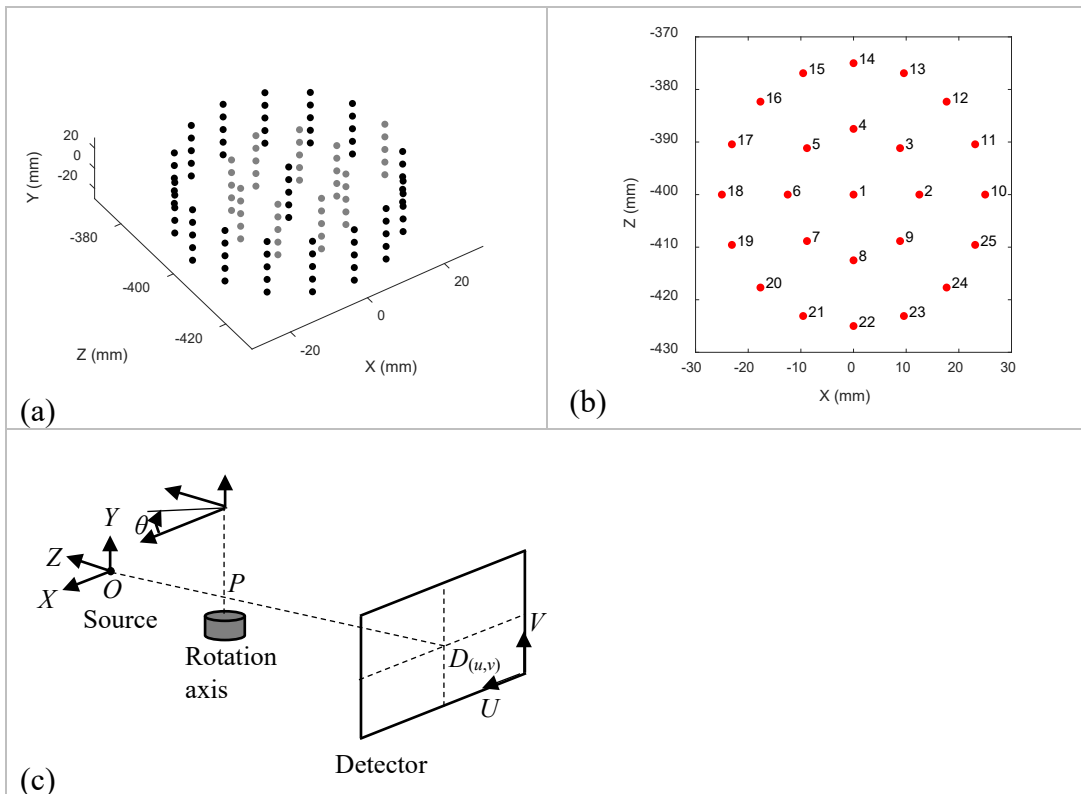 (a)
Y (mm)
20
0
-20
-380
-400
-420
Z (mm)
-20
0
20
X (mm)
(b)
-370
-380
-390
-400
-410
-420
-430
Z (mm)
-30
-20
-10
0
10
20
30
X (mm)
14
15
13
16
12
4
17
5
3
11
18
6
1
2
10
19
7
9
25
8
20
24
21
22
23
(c)
θ
Y
Z
X
O
P
Source
Rotation
axis
V
D(u,v)
U
Detector